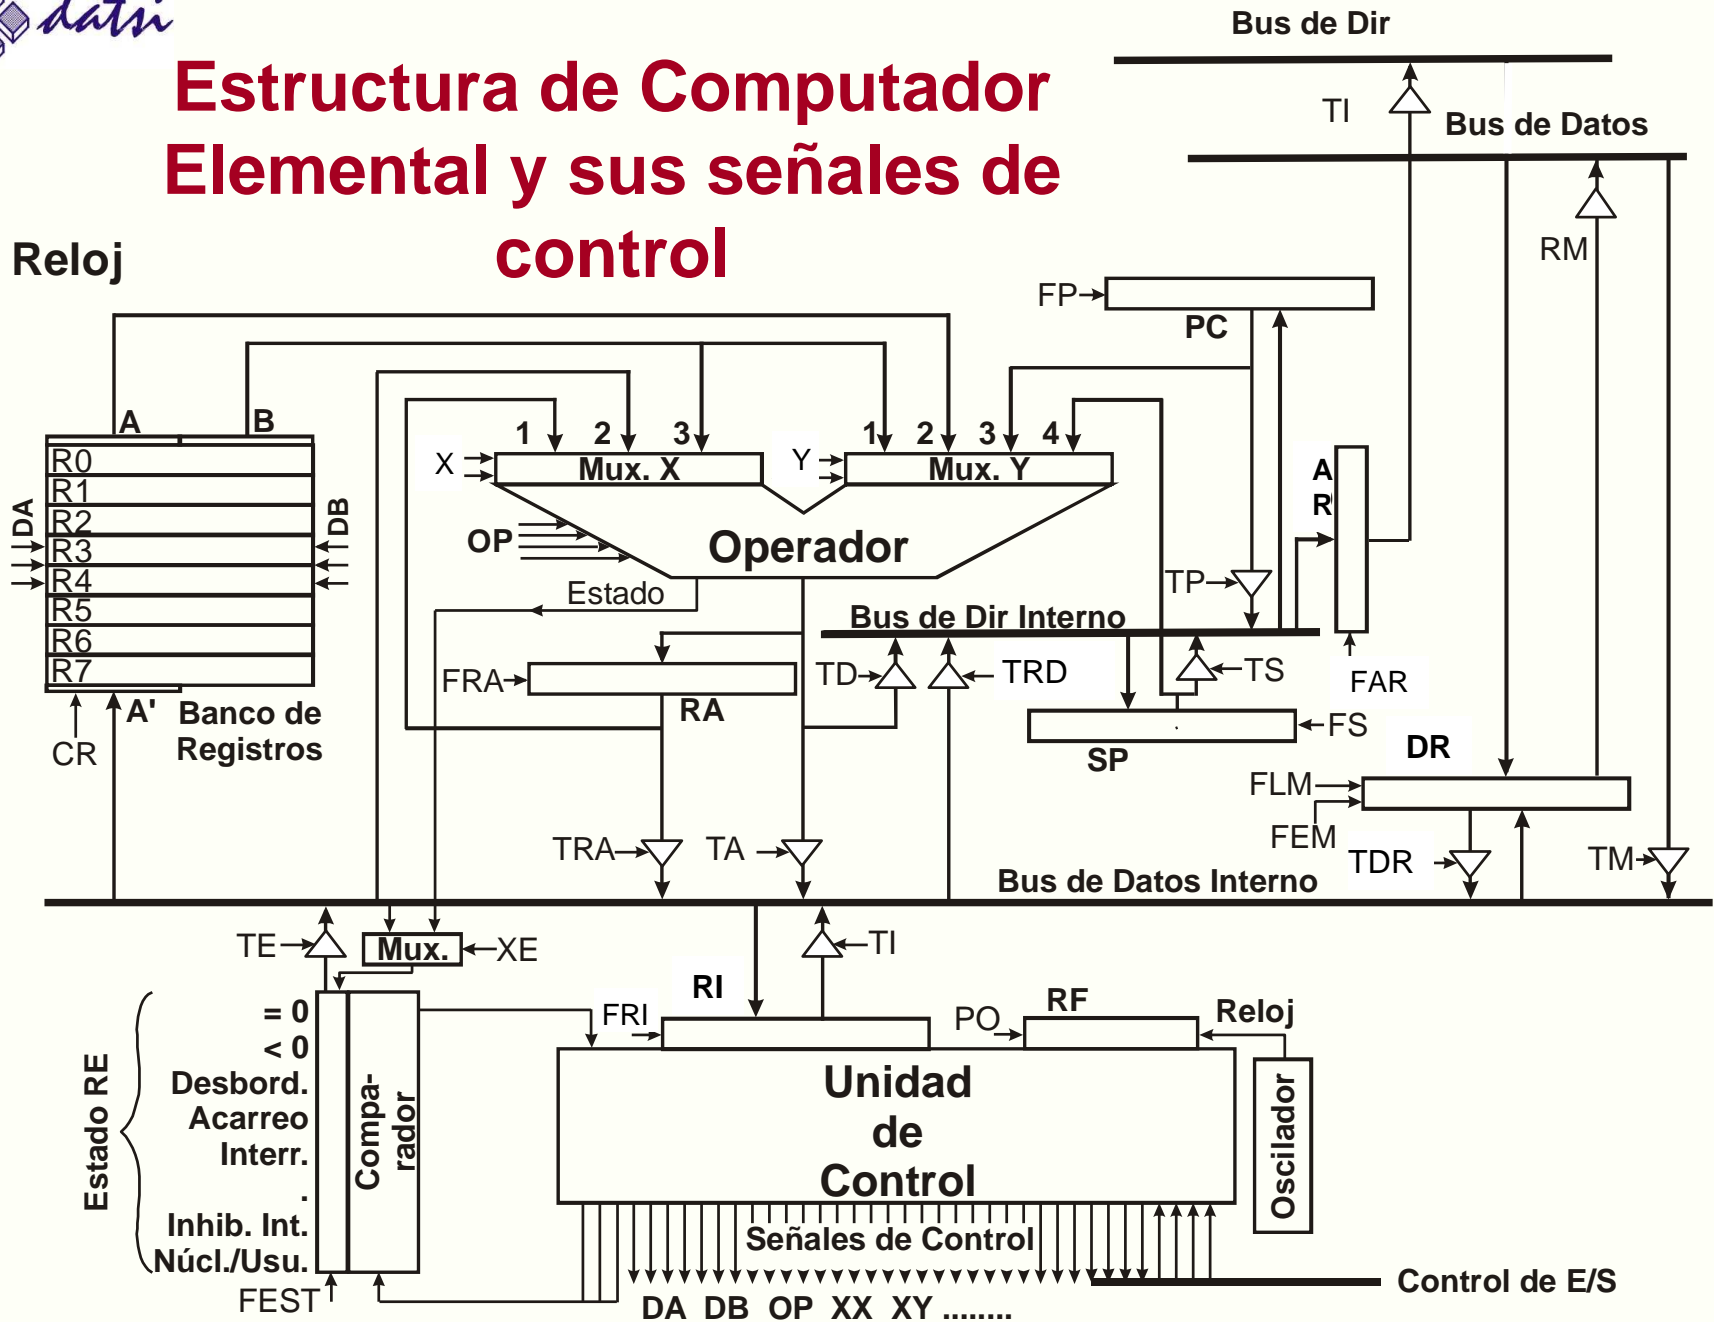 datsi
Estructura de Computador
Elemental y sus señales de
control
Reloj
Bus de Dir
TI
Bus de Datos
RM
FP
PC
A
B
1
2
3
1
2
3
4
X
Mux. X
Y
Mux. Y
R0
R1
R2
R3
R4
R5
R6
R7
DA
DB
OP
Operador
Estado
A
R
TP
Bus de Dir Interno
TD
TRD
TS
FAR
FRA
RA
A'
Banco de
Registros
CR
FS
SP
DR
FLM
FEM
TRA
TA
TDR
TM
Bus de Datos Interno
TE
Mux.
XE
TI
RI
FRI
RF
PO
Reloj
Estado RE
= 0
< 0
Desbord.
Acarreo
Interr.
.
Inhib. Int.
Núcl./Usu.
Compa-
rador
Unidad
de
Control
Oscilador
Señales de Control
FEST
DA DB OP XX XY ........
Control de E/S